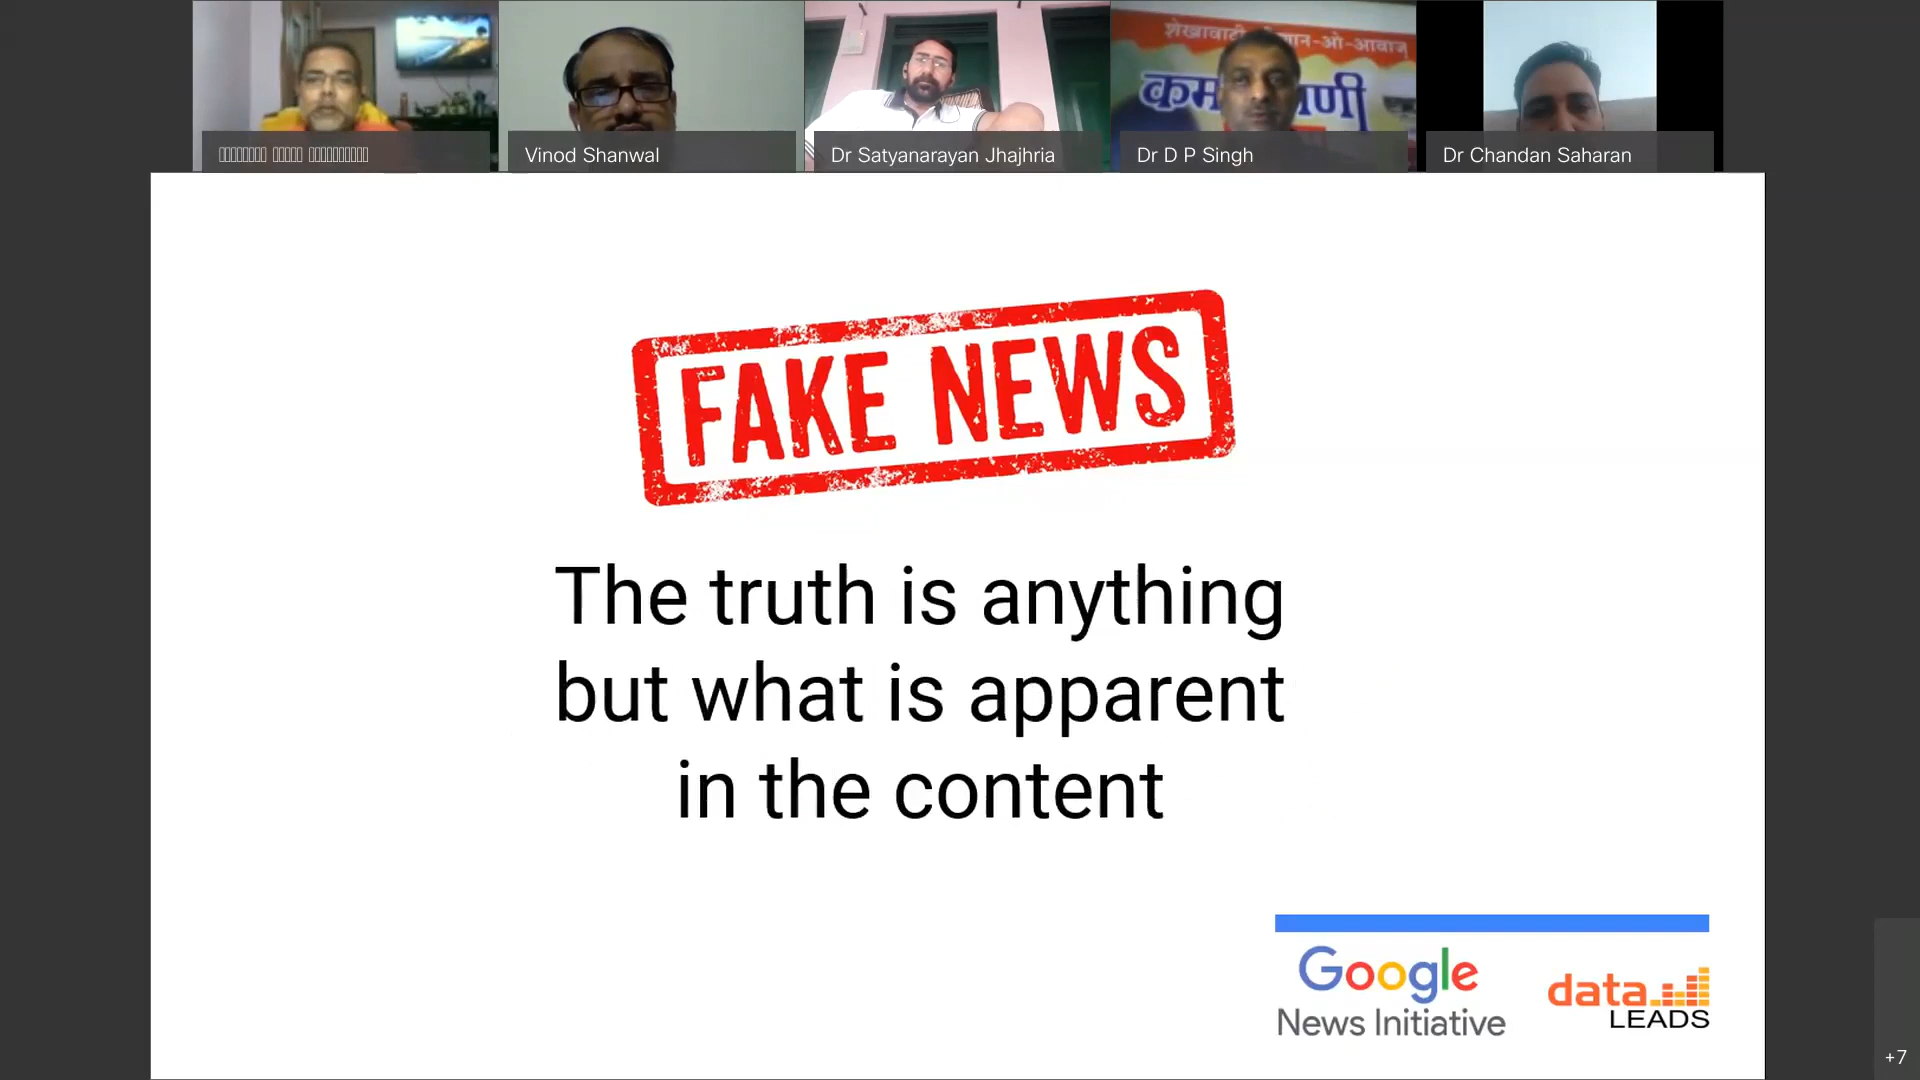 शेखावाटी
-ओ-आवाज
Vinod Shanwal
Dr Satyanarayan Jhajhria
Dr D P Singh
Dr Chandan Saharan
FAKE NEWS
The truth is anything
but what is apparent
in the content
Google
News Initiative
data
LEADS
+7